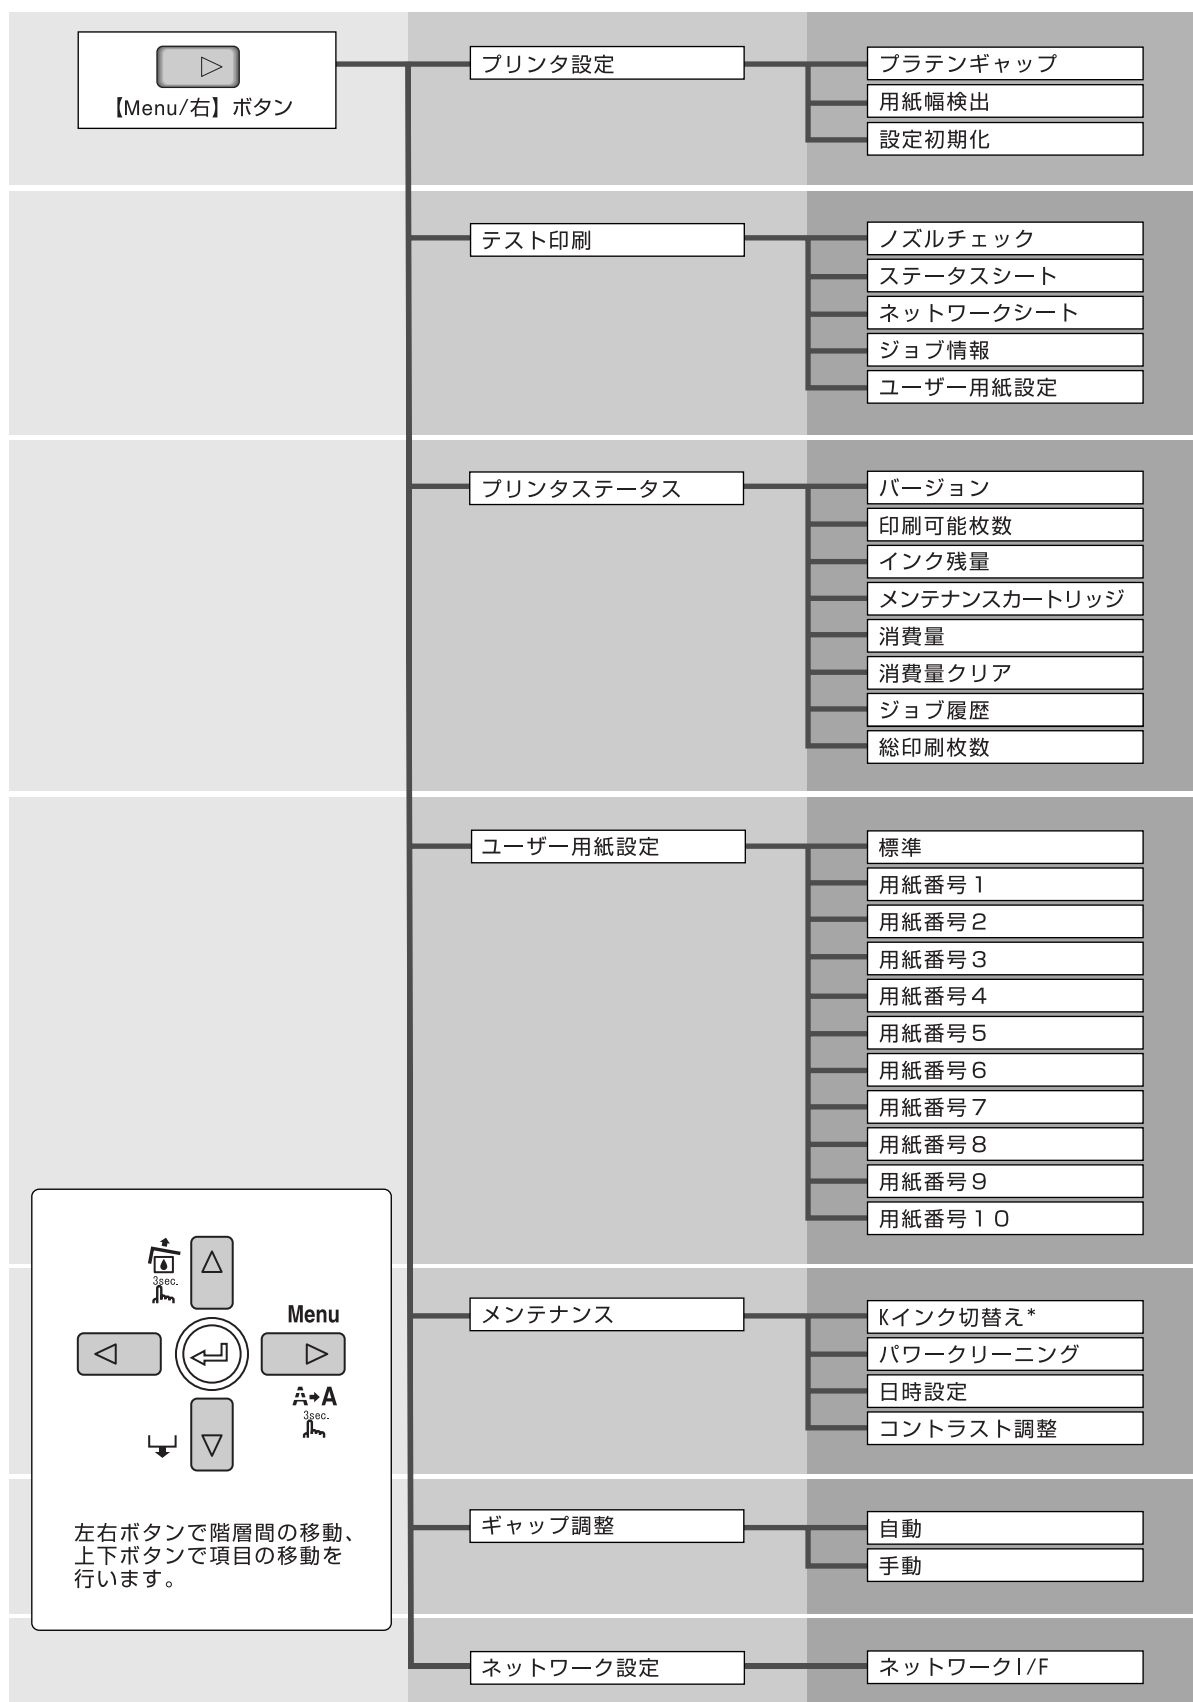 【Menu/右】ボタン
プリンタ設定
プラテンギャップ
用紙幅検出
設定初期化
テスト印刷
ノズルチェック
ステータスシート
ネットワークシート
ジョブ情報
ユーザー用紙設定
プリンタステータス
バージョン
印刷可能枚数
インク残量
メンテナンスカートリッジ
消費量
消費量クリア
ジョブ履歴
総印刷枚数
ユーザー用紙設定
標準
用紙番号1
用紙番号2
用紙番号3
用紙番号4
用紙番号5
用紙番号6
用紙番号7
用紙番号8
用紙番号9
用紙番号10
メンテナンス
Kインク切替え*
パワークリーニング
日時設定
コントラスト調整
ギャップ調整
自動
手動
ネットワーク設定
ネットワークI/F
3sec.
Menu
A→A
3sec.
左右ボタンで階層間の移動、
上下ボタンで項目の移動を
行います。